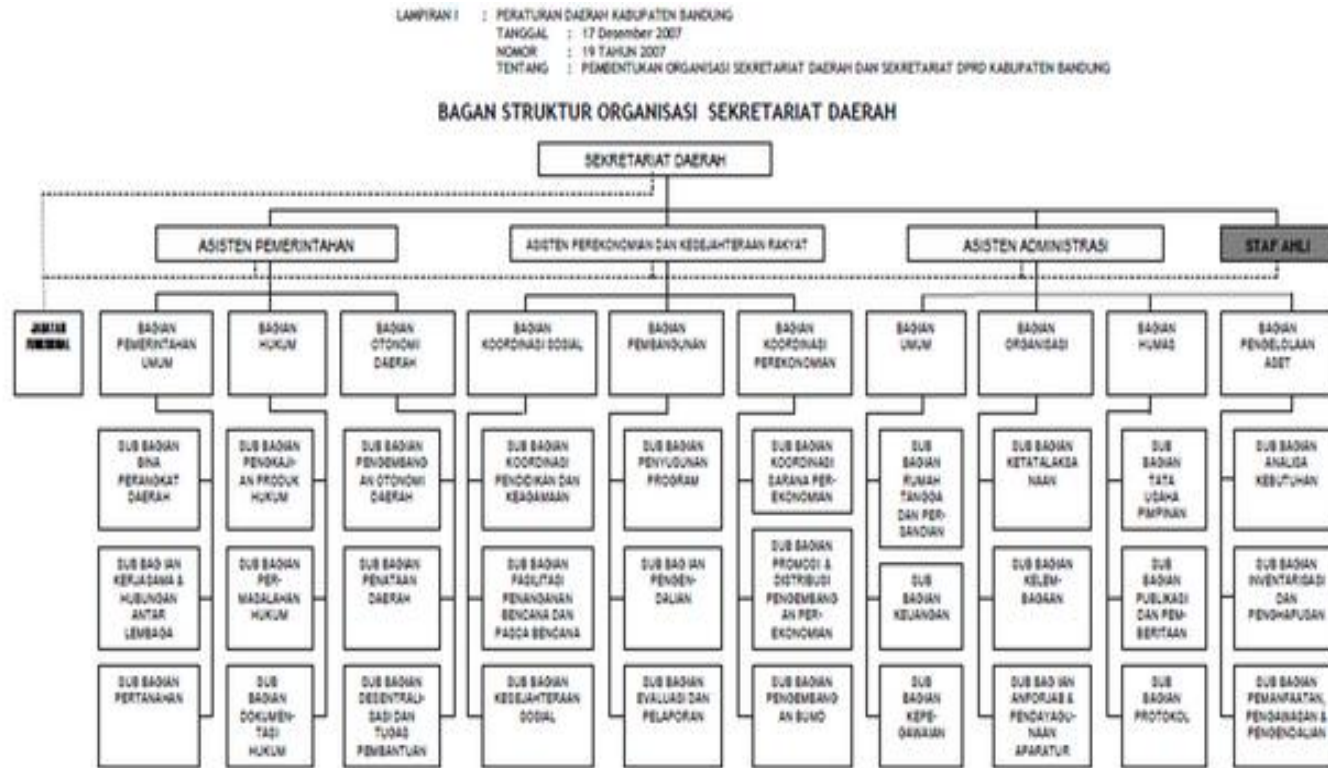 LAMPIRAN I : PERATURAN DAERAH KABUPATEN BANDUNG
TANGGAL : 17 Desember 2007
NOMOR : 19 TAHUN 2007
TENTANG : PEMBENTUKAN ORGANISASI SEKRETARIAT DAERAH DAN SEKRETARIAT DPRD KABUPATEN BANDUNG
BAGAN STRUKTUR ORGANISASI SEKRETARIAT DAERAH
SEKRETARIAT DAERAH
ASISTEN PEMERINTAHAN
ASISTEN PEREKONOMIAN DAN KESEJAHTERAAN RAKYAT
ASISTEN ADMINISTRASI
STAF AHLI
BAGIAN
PEMERINTAHAN
UMUM
BAGIAN
HUKUM
BAGIAN
OTONOMI
DAERAH
BAGIAN
KOORDINASI SOSIAL
BAGIAN
PEMBANGUNAN
BAGIAN
KOORDINASI
PEREKONOMIAN
BAGIAN
UMUM
BAGIAN
ORGANISASI
BAGIAN
HUMAS
BAGIAN
PENGELOLAAN
ASET
SUB BAGIAN
BINA
PERANGKAT
DAERAH
SUB BAGIAN
PENGKAJI-
AN PRODUK
HUKUM
SUB BAGIAN
PENGEMBANG
AN OTONOMI
DAERAH
SUB BAGIAN
KOORDINASI
PENDIDIKAN DAN
KEAGAMAAN
SUB BAGIAN
PENYUSUNAN
PROGRAM
SUB BAGIAN
KOORDINASI
SARANA PER-
EKONOMIAN
SUB
BAGIAN
RUMAH
TANGGA
DAN PER-
SANDIAN
SUB BAGIAN
KETATALAKSA
NAAN
SUB
BAGIAN
TATA
USAHA
PIMPINAN
SUB BAGIAN
ANALISA
KEBUTUHAN
SUB BAGIAN
KERJASAMA &
HUBUNGAN
ANTAR
LEMBAGA
SUB BAGIAN
PER-
MASALAHAN
HUKUM
SUB BAGIAN
PENATAAN
DAERAH
SUB BAGIAN
FASILITASI
PENANGANAN
BENCANA DAN
PASCA BENCANA
SUB BAGIAN
PENGEN-
DALIAN
SUB BAGIAN
PROMOSI &
DISTRIBUSI
PENGEMBANG
AN PER-
EKONOMIAN
SUB
BAGIAN
KEUANGAN
SUB BAGIAN
KELEM-
BAGAAN
SUB
BAGIAN
PUBLIKASI
DAN PEM-
BERITAAN
SUB BAGIAN
INVENTARISASI
DAN
PENGHAPUSAN
SUB BAGIAN
PERTANAHAN
SUB
BAGIAN
DOKUMEN-
TASI
HUKUM
SUB BAGIAN
DESENTRALI-
SASI DAN
TUGAS
PEMBANTUAN
SUB BAGIAN
KESEJAHTERAAN
SOSIAL
SUB BAGIAN
EVALUASI DAN
PELAPORAN
SUB BAGIAN
PENGEMBANG
AN BUMD
SUB
BAGIAN
KEPE-
GAWAIAN
SUB BAGIAN
ANFORJAB &
PENDAYAGU-
NAAN
APARATUR
SUB
BAGIAN
PROTOKOL
SUB BAGIAN
PEMANFAATAN,
PENGAWASAN &
PENGENDALIAN